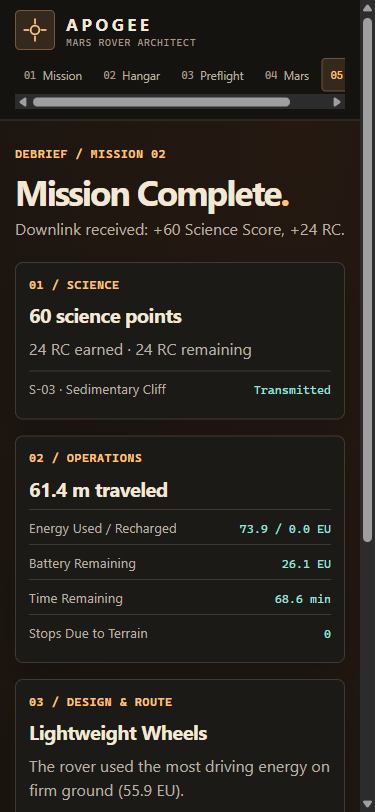 APOGEE
MARS ROVER ARCHITECT
01 Mission 02 Hangar 03 Preflight 04 Mars 05
DEBRIEF / MISSION 02
Mission Complete.
Downlink received: +60 Science Score, +24 RC.
01 / SCIENCE
60 science points
24 RC earned · 24 RC remaining
S-03 · Sedimentary Cliff Transmitted
02 / OPERATIONS
61.4 m traveled
Energy Used / Recharged 73.9 / 0.0 EU
Battery Remaining 26.1 EU
Time Remaining 68.6 min
Stops Due to Terrain 0
03 / DESIGN & ROUTE
Lightweight Wheels
The rover used the most driving energy on
firm ground (55.9 EU).